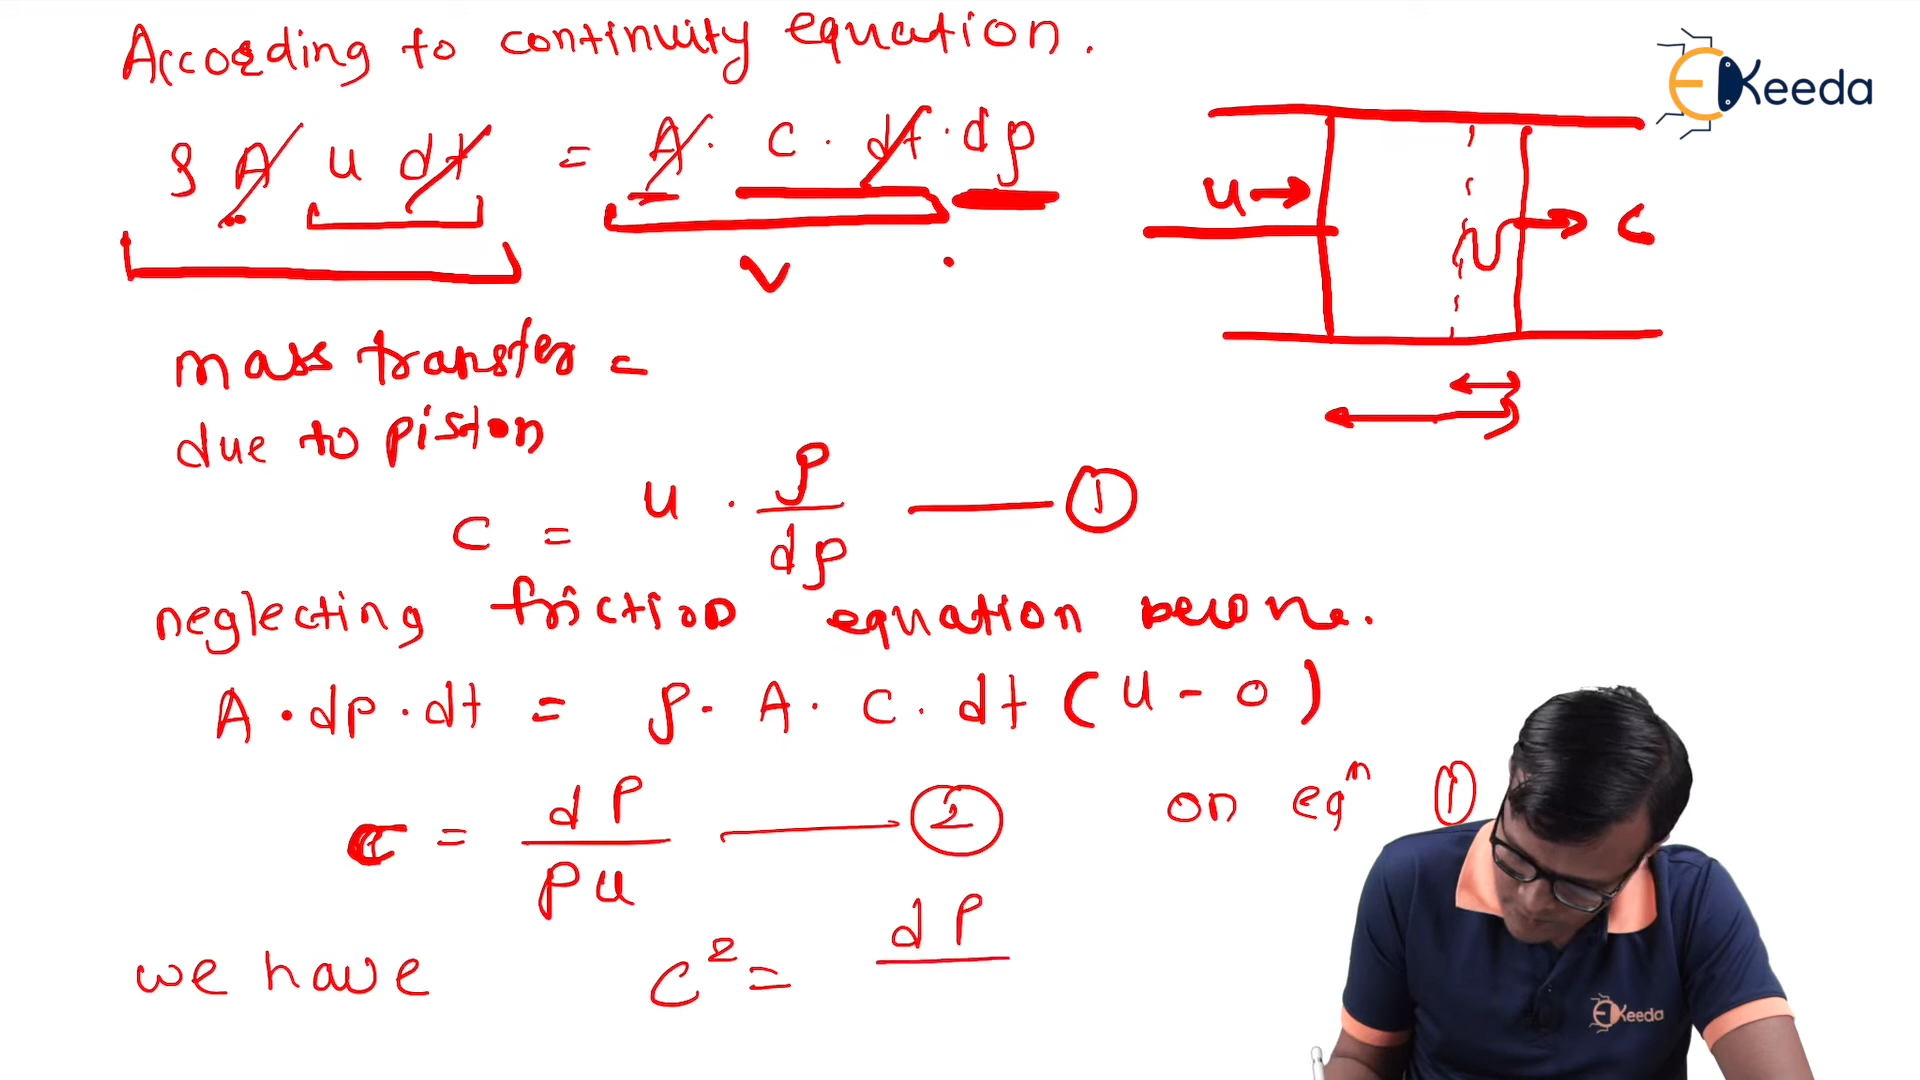 According to continuity equation.
ρ A u dt = A . C . dt . dρ
V
mass transfer =
due to piston
C = u . ρ / dρ —— ①
neglecting friction equation become.
A . dp . dt = ρ . A . C . dt (U - 0)
C = dP / ρu —— ②
on eqⁿ ①
we have C² = dP
U → → C
EKeeda
EKeeda